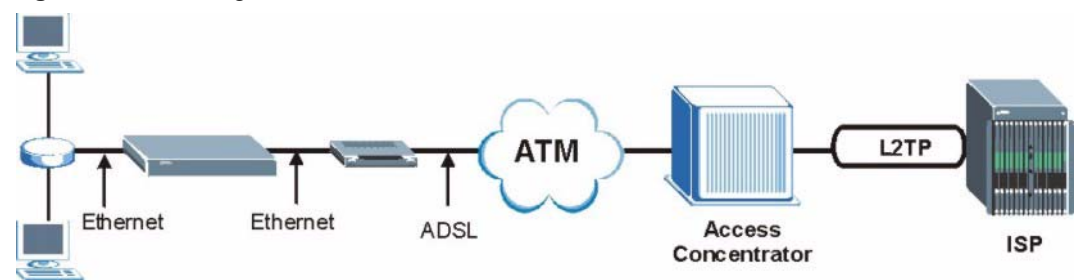 ATM
L2TP
Ethernet
Ethernet
ADSL
Access
Concentrator
ISP